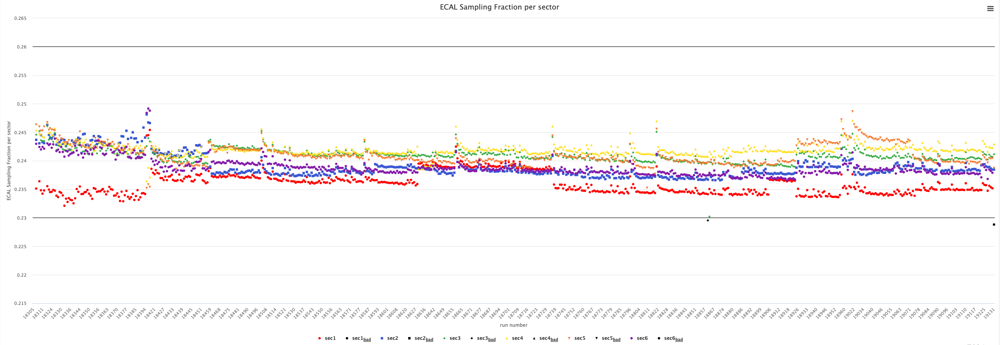 ECAL Sampling Fraction per sector
0.265
0.26
0.255
0.25
0.245
0.24
0.235
0.23
0.225
0.22
0.215
ECAL Sampling Fraction per sector
18305 18311 18324 18330 18336 18344 18350 18356 18363 18370 18377 18385 18394 18421 18427 18433 18439 18445 18451 18459 18468 18475 18481 18490 18496 18508 18514 18521 18530 18537 18543 18550 18556 18563 18571 18577 18587 18593 18601 18608 18620 18627 18636 18642 18649 18655 18665 18671 18677 18687 18694 18701 18709 18716 18723 18729 18739 18745 18752 18760 18767 18773 18779 18785 18796 18804 18811 18822 18828 18836 18843 18851 18857 18867 18874 18880 18886 18892 18899 18906 18912 18918 18926 18933 18940 18946 18952 18960 19022 19034 19040 19046 19055 19063 19071 19078 19084 19090 19096 19103 19110 19117 19125 19131
run number
sec1 sec1bad sec2 sec2bad sec3 sec3bad sec4 sec4bad sec5 sec5bad sec6 sec6bad